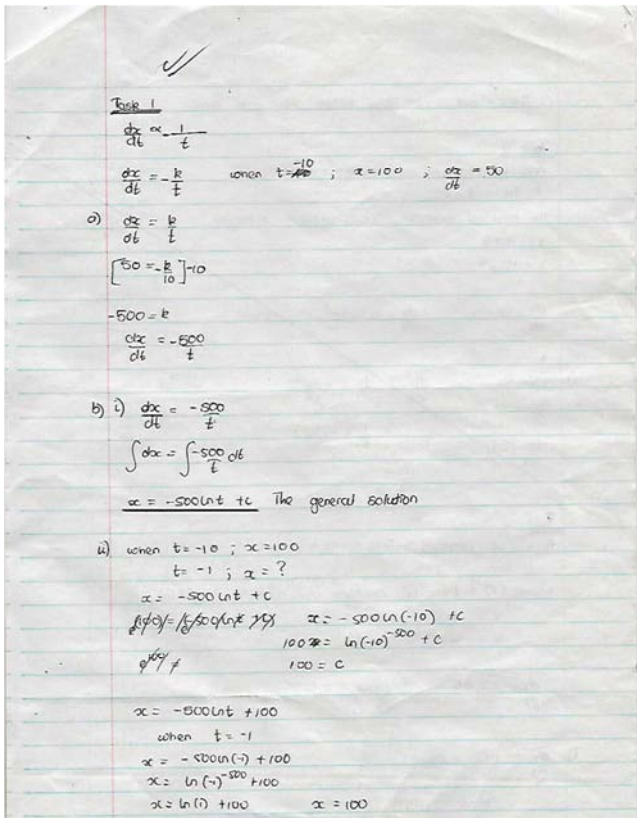 Task 1
dx/dt ∝ -1/t
dx/dt = -k/t when t=-10 ; x=100 ; dx/dt = 50
a) dx/dt = k/t
[50 = -k/10]-10
-500 = k
dx/dt = -500/t
b) i) dx/dt = -500/t
∫dx = ∫-500/t dt
x = -500lnt +c The general solution
ii) when t=-10 ; x=100
t= -1 ; x = ?
x = -500lnt +c
x = -500ln(-10) +c
100 = ln(-10)^-500 + c
100 = c
x = -500lnt +100
when t = -1
x = -500ln(-1) +100
x = ln(-1)^-500 +100
x = ln(1) +100 x = 100